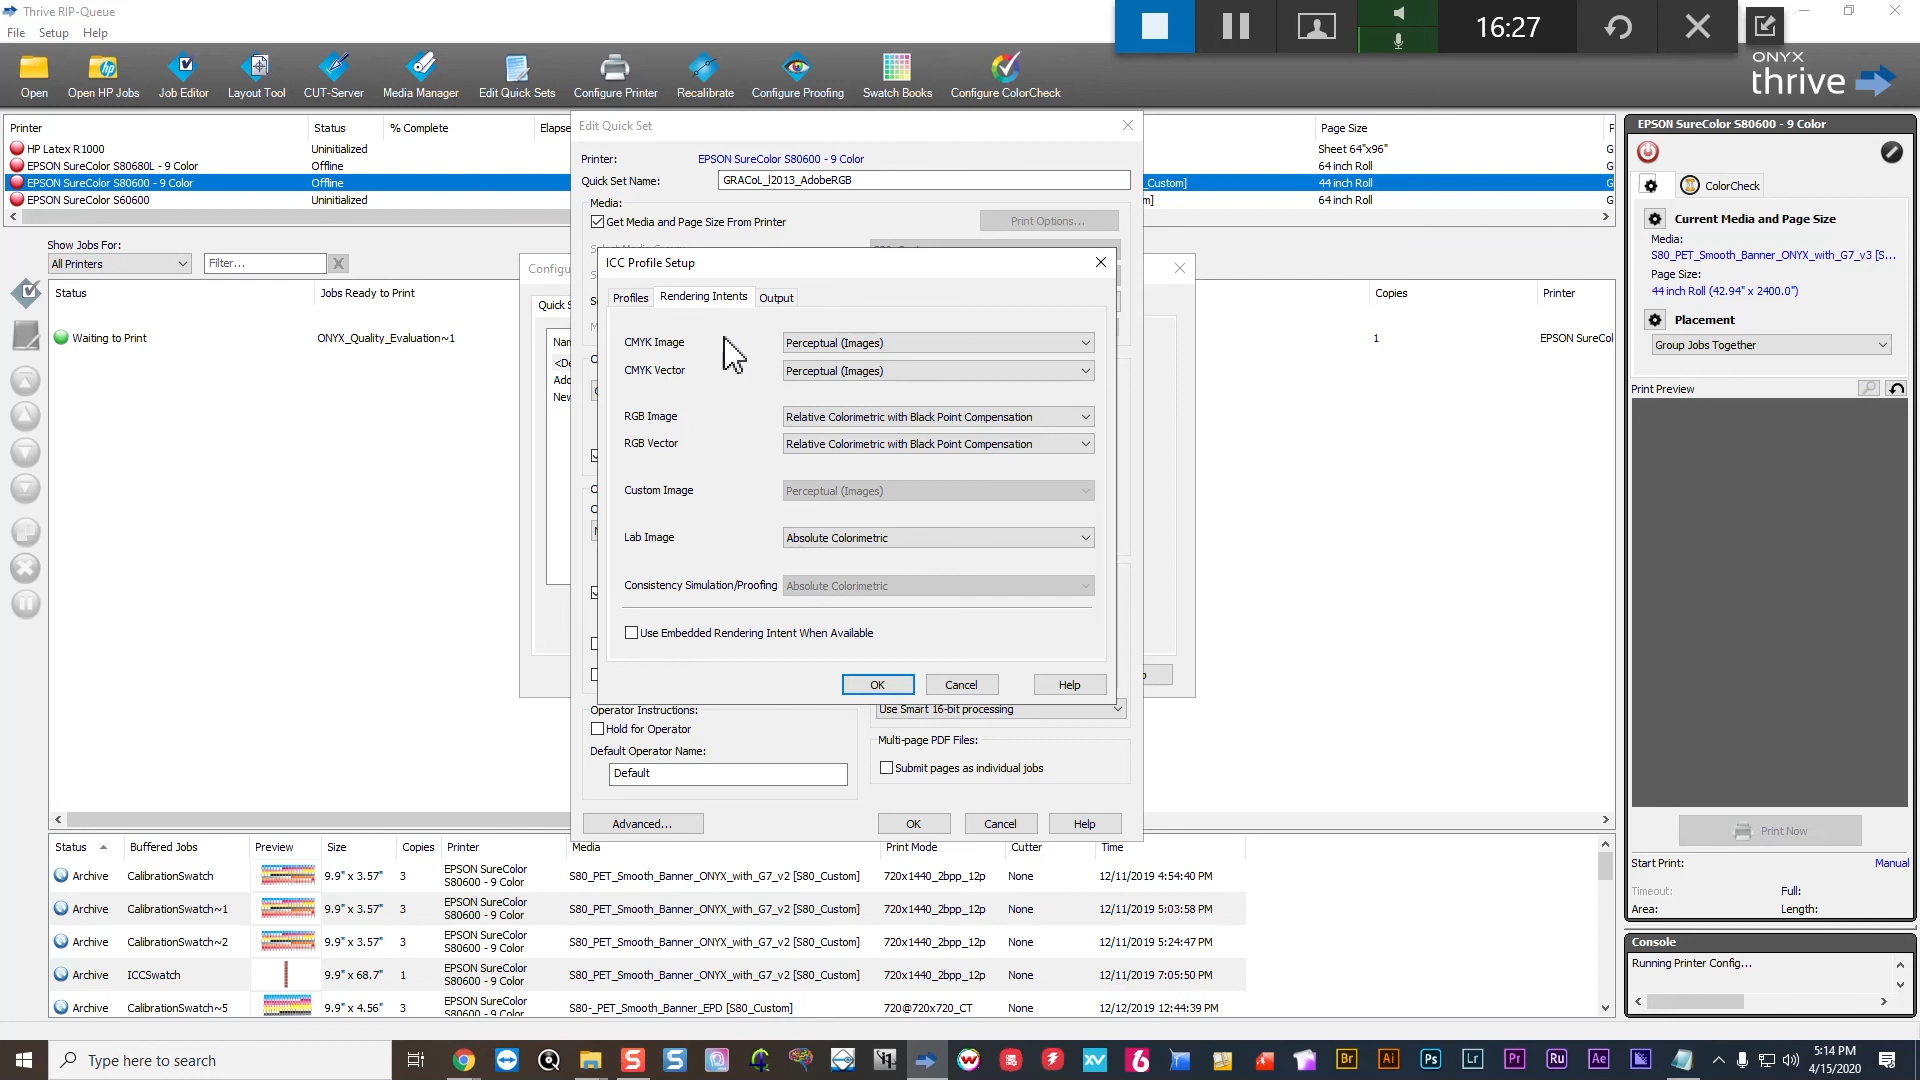 Thrive RIP-Queue
File Setup Help
16:27
Open
Open HP Jobs
Job Editor
Layout Tool
CUT-Server
Media Manager
Edit Quick Sets
Configure Printer
Recalibrate
Configure Proofing
Swatch Books
Configure ColorCheck
ONYX
thrive
Printer Status % Complete Elapse Page Size P
HP Latex R1000 Uninitialized Sheet 64"x96" G
EPSON SureColor S80680L - 9 Color Offline 64 inch Roll G
EPSON SureColor S80600 - 9 Color Offline _Custom] 44 inch Roll G
EPSON SureColor S60600 Uninitialized m] 64 inch Roll G
Show Jobs For:
All Printers Filter... X
Status Jobs Ready to Print Copies Printer
Waiting to Print ONYX_Quality_Evaluation~1 1 EPSON SureCol
Configu
Quick S
Nam
<De
Ado
New
Edit Quick Set
Printer: EPSON SureColor S80600 - 9 Color
Quick Set Name: GRACoL_l2013_AdobeRGB
Media:
Get Media and Page Size From Printer
Print Options...
ICC Profile Setup
Profiles Rendering Intents Output
CMYK Image Perceptual (Images)
CMYK Vector Perceptual (Images)
RGB Image Relative Colorimetric with Black Point Compensation
RGB Vector Relative Colorimetric with Black Point Compensation
Custom Image Perceptual (Images)
Lab Image Absolute Colorimetric
Consistency Simulation/Proofing Absolute Colorimetric
Use Embedded Rendering Intent When Available
OK Cancel Help
Operator Instructions:
Hold for Operator
Default Operator Name:
Default
Use Smart 16-bit processing
Multi-page PDF Files:
Submit pages as individual jobs
Advanced... OK Cancel Help
EPSON SureColor S80600 - 9 Color
ColorCheck
Current Media and Page Size
Media:
S80_PET_Smooth_Banner_ONYX_with_G7_v3 [S...
Page Size:
44 inch Roll (42.94" x 2400.0")
Placement
Group Jobs Together
Print Preview
Print Now
Start Print: Manual
Timeout: Full:
Area: Length:
Console
Running Printer Config...
Status Buffered Jobs Preview Size Copies Printer Media Print Mode Cutter Time
Archive CalibrationSwatch 9.9" x 3.57" 3 EPSON SureColor S80600 - 9 Color S80_PET_Smooth_Banner_ONYX_with_G7_v2 [S80_Custom] 720x1440_2bpp_12p None 12/11/2019 4:54:40 PM
Archive CalibrationSwatch~1 9.9" x 3.57" 3 EPSON SureColor S80600 - 9 Color S80_PET_Smooth_Banner_ONYX_with_G7_v2 [S80_Custom] 720x1440_2bpp_12p None 12/11/2019 5:03:58 PM
Archive CalibrationSwatch~2 9.9" x 3.57" 3 EPSON SureColor S80600 - 9 Color S80_PET_Smooth_Banner_ONYX_with_G7_v2 [S80_Custom] 720x1440_2bpp_12p None 12/11/2019 5:24:47 PM
Archive ICCSwatch 9.9" x 68.7" 1 EPSON SureColor S80600 - 9 Color S80_PET_Smooth_Banner_ONYX_with_G7_v2 [S80_Custom] 720x1440_2bpp_12p None 12/11/2019 7:05:50 PM
Archive CalibrationSwatch~5 9.9" x 4.56" 3 EPSON SureColor S80600 - 9 Color S80-_PET_Smooth_Banner_EPD [S80_Custom] 720@720x720_CT None 12/12/2019 12:44:39 PM
Type here to search
Br Ai Ps Lr Pr Ru Ae
5:14 PM
4/15/2020